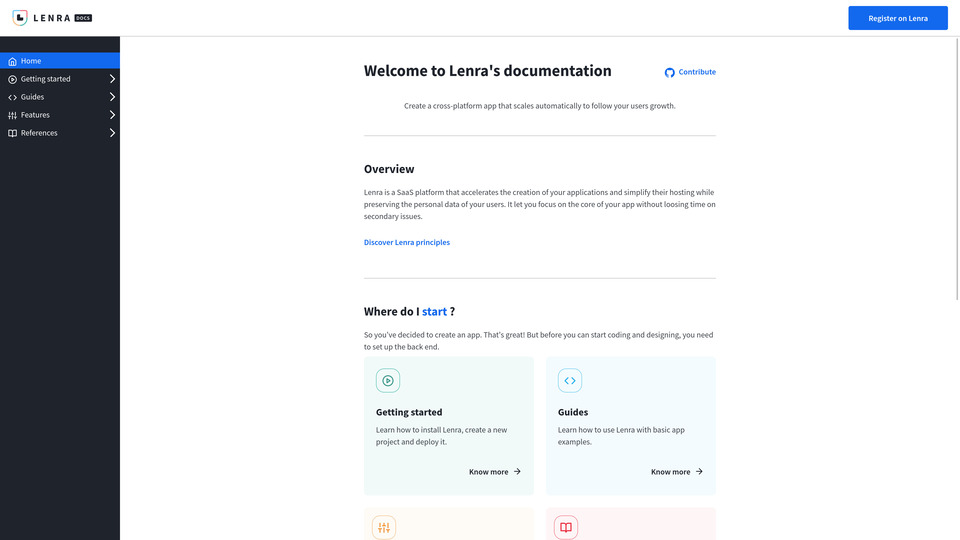 LENRA DOCS
Register on Lenra
Home
Getting started
Guides
Features
References
Welcome to Lenra's documentation
Contribute
Create a cross-platform app that scales automatically to follow your users growth.
Overview
Lenra is a SaaS platform that accelerates the creation of your applications and simplify their hosting while
preserving the personal data of your users. It let you focus on the core of your app without loosing time on
secondary issues.
Discover Lenra principles
Where do I start ?
So you've decided to create an app. That's great! But before you can start coding and designing, you need
to set up the back end.
Getting started
Learn how to install Lenra, create a new
project and deploy it.
Know more
Guides
Learn how to use Lenra with basic app
examples.
Know more